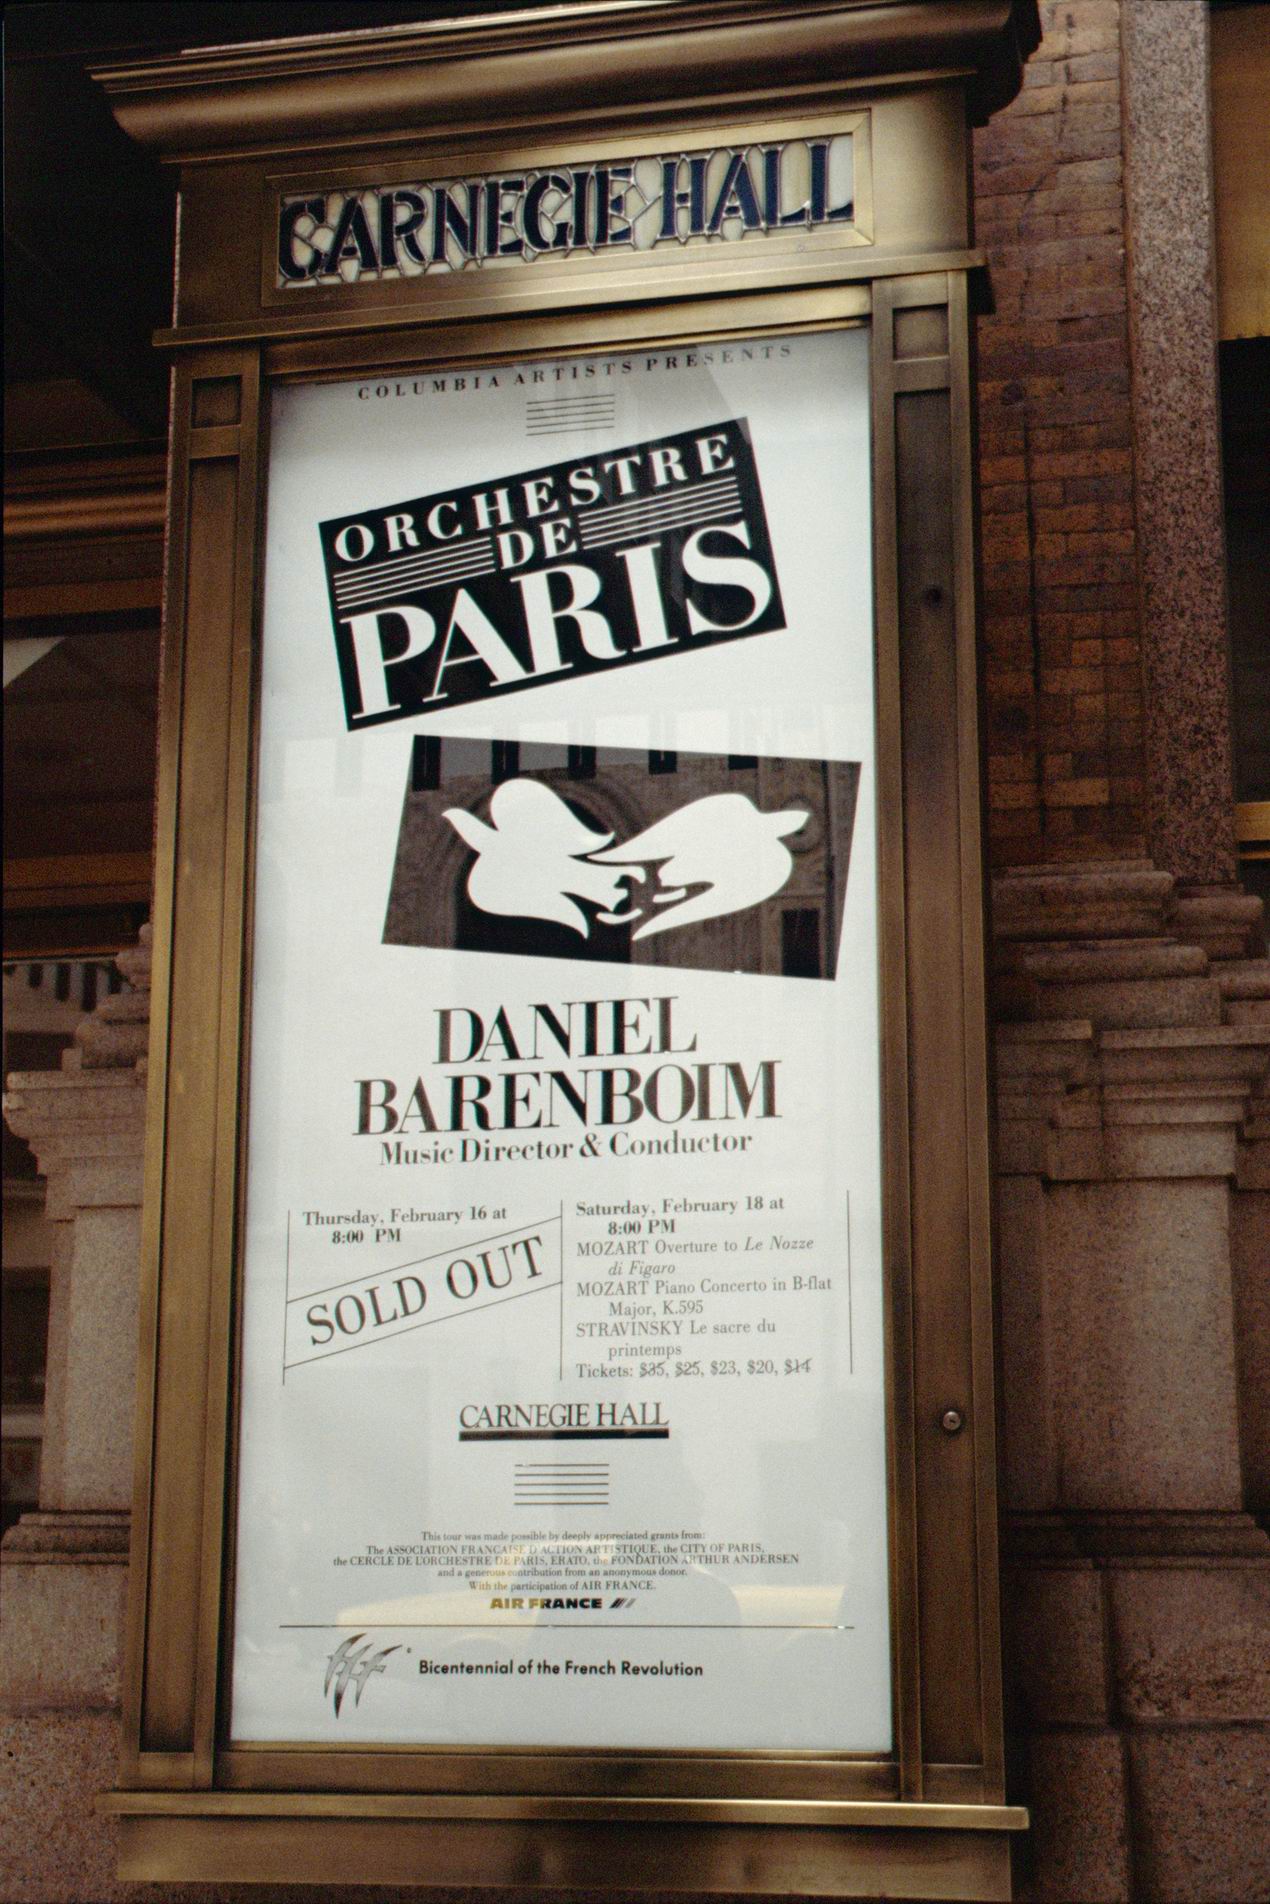 CARNEGIE HALL
COLUMBIA ARTISTS PRESENTS
ORCHESTRE
DE
PARIS
DANIEL
BARENBOIM
Music Director & Conductor
Thursday, February 16 at
8:00 PM
SOLD OUT
Saturday, February 18 at
8:00 PM
MOZART Overture to Le Nozze
di Figaro
MOZART Piano Concerto in B-flat
Major, K.595
STRAVINSKY Le sacre du
printemps
Tickets: $35, $25, $23, $20, $14
CARNEGIE HALL
This tour was made possible by deeply appreciated grants from:
The ASSOCIATION FRANCAISE D'ACTION ARTISTIQUE, the CITY OF PARIS,
the CERCLE DE L'ORCHESTRE DE PARIS, ERATO, the FONDATION ARTHUR ANDERSEN
and a generous contribution from an anonymous donor.
With the participation of AIR FRANCE.
AIR FRANCE
Bicentennial of the French Revolution